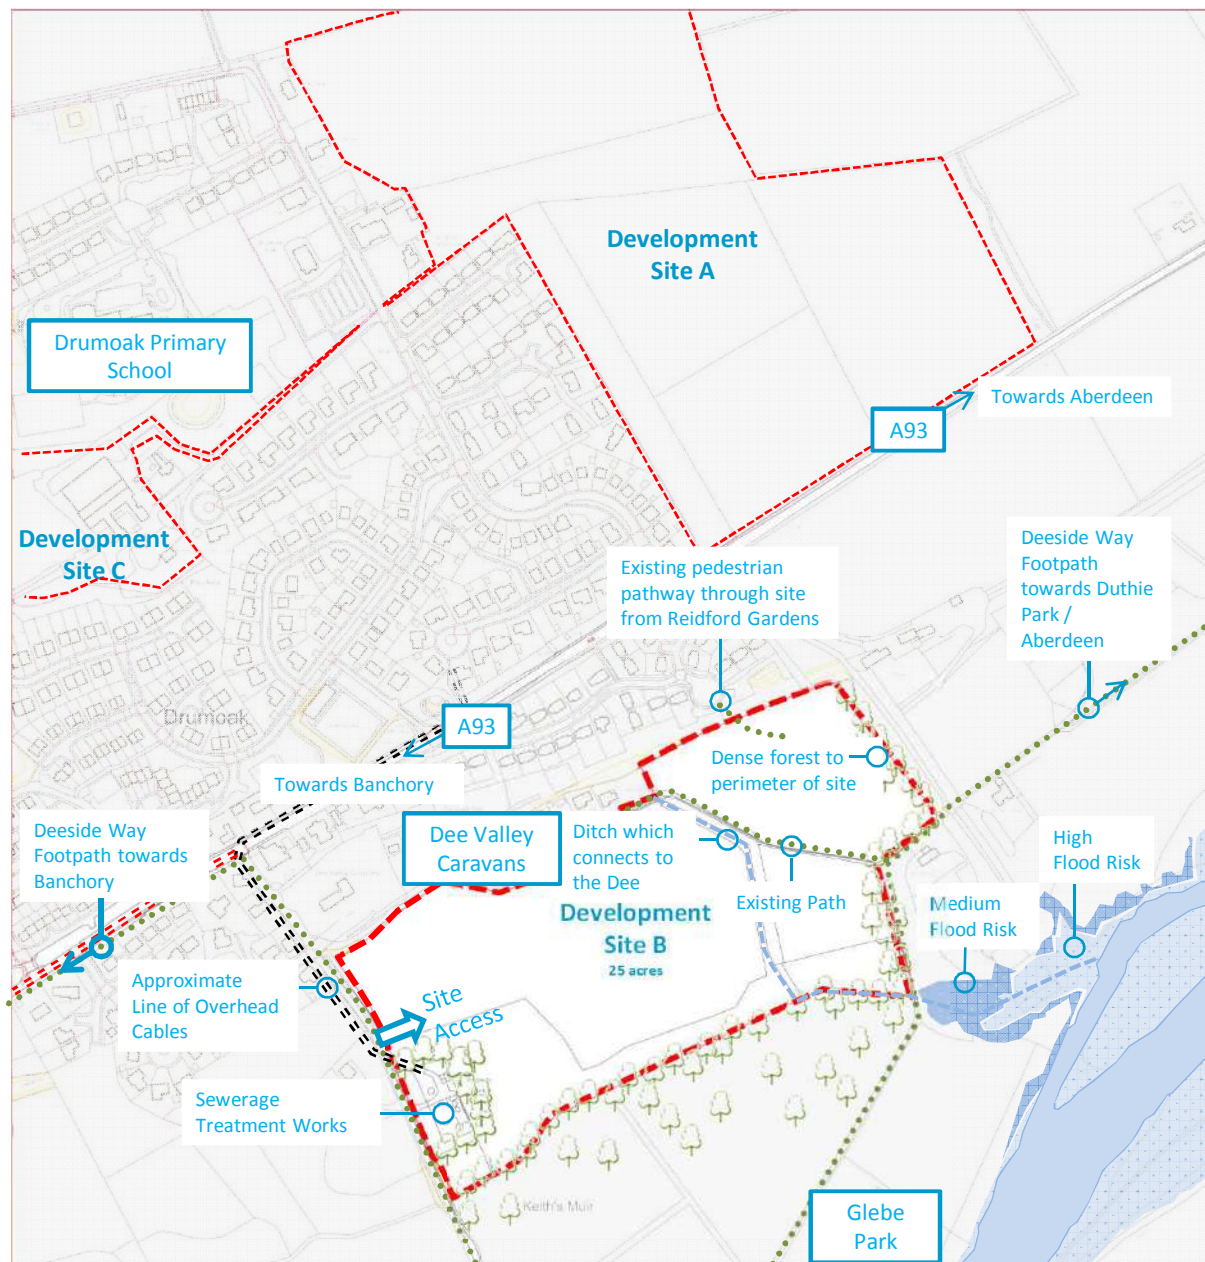 Development
Site A
Drumoak Primary
School
Towards Aberdeen
A93
Development
Site C
Existing pedestrian
pathway through site
from Reidford Gardens
Deeside Way
Footpath
towards Duthie
Park /
Aberdeen
Drumoak
A93
Towards Banchory
Dense forest to
perimeter of site
Deeside Way
Footpath towards
Banchory
Dee Valley
Caravans
Ditch which
connects to
the Dee
Existing Path
High
Flood Risk
Medium
Flood Risk
Development
Site B
25 acres
Approximate
Line of Overhead
Cables
Site
Access
Sewerage
Treatment Works
Keith's Muir
Glebe
Park